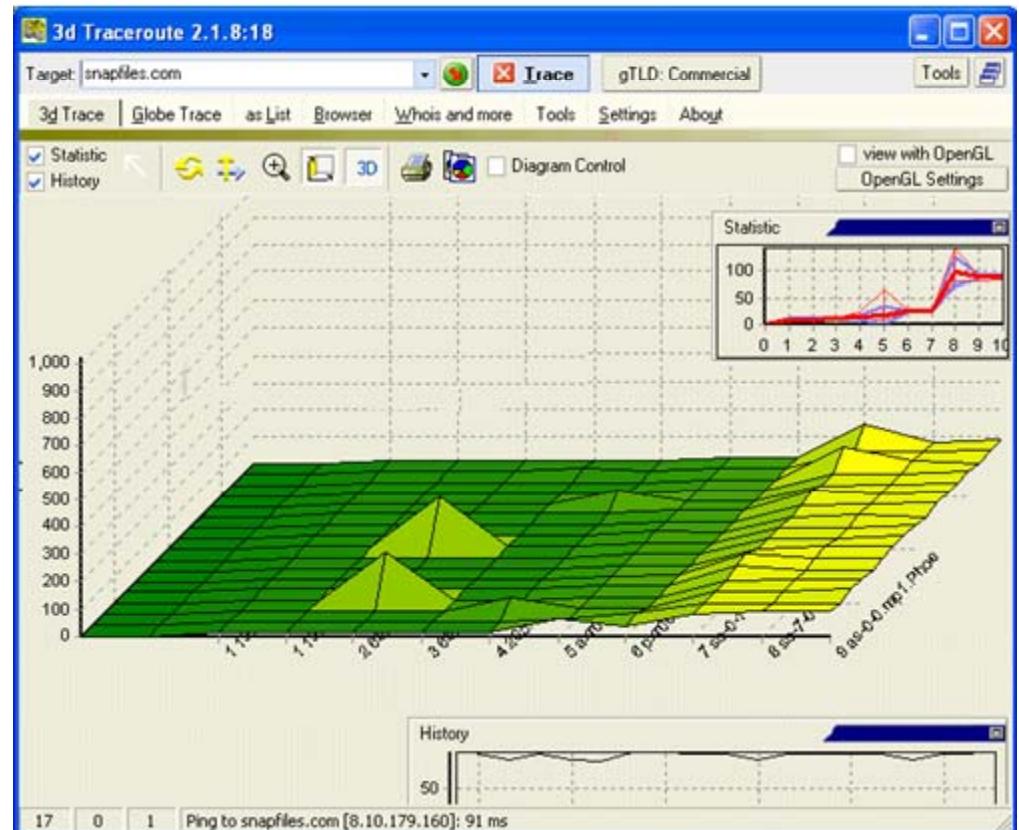 3d Traceroute 2.1.8:18
Target: snapfiles.com Trace gTLD: Commercial Tools
3d Trace Globe Trace as List Browser Whois and more Tools Settings About
Statistic
History
3D
Diagram Control
view with OpenGL
OpenGL Settings
Statistic
100
50
0
0 1 2 3 4 5 6 7 8 9 10
1,000
900
800
700
600
500
400
300
200
100
0
9 as-0-0.mp1.Phoe
History
50
17 0 1 Ping to snapfiles.com [8.10.179.160]: 91 ms